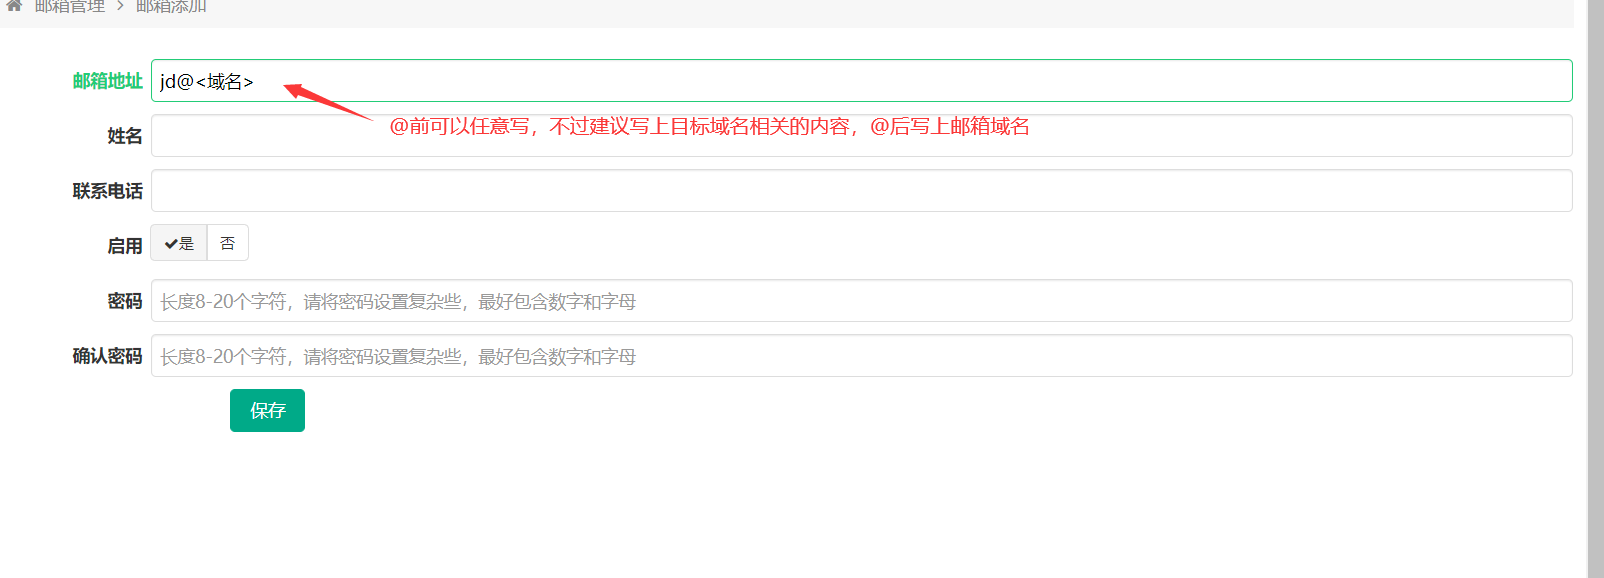 邮箱管理 > 邮箱添加
邮箱地址 jd@<域名>
@前可以任意写，不过建议写上目标域名相关的内容，@后写上邮箱域名
姓名
联系电话
启用 ✔是 否
密码 长度8-20个字符，请将密码设置复杂些，最好包含数字和字母
确认密码 长度8-20个字符，请将密码设置复杂些，最好包含数字和字母
保存